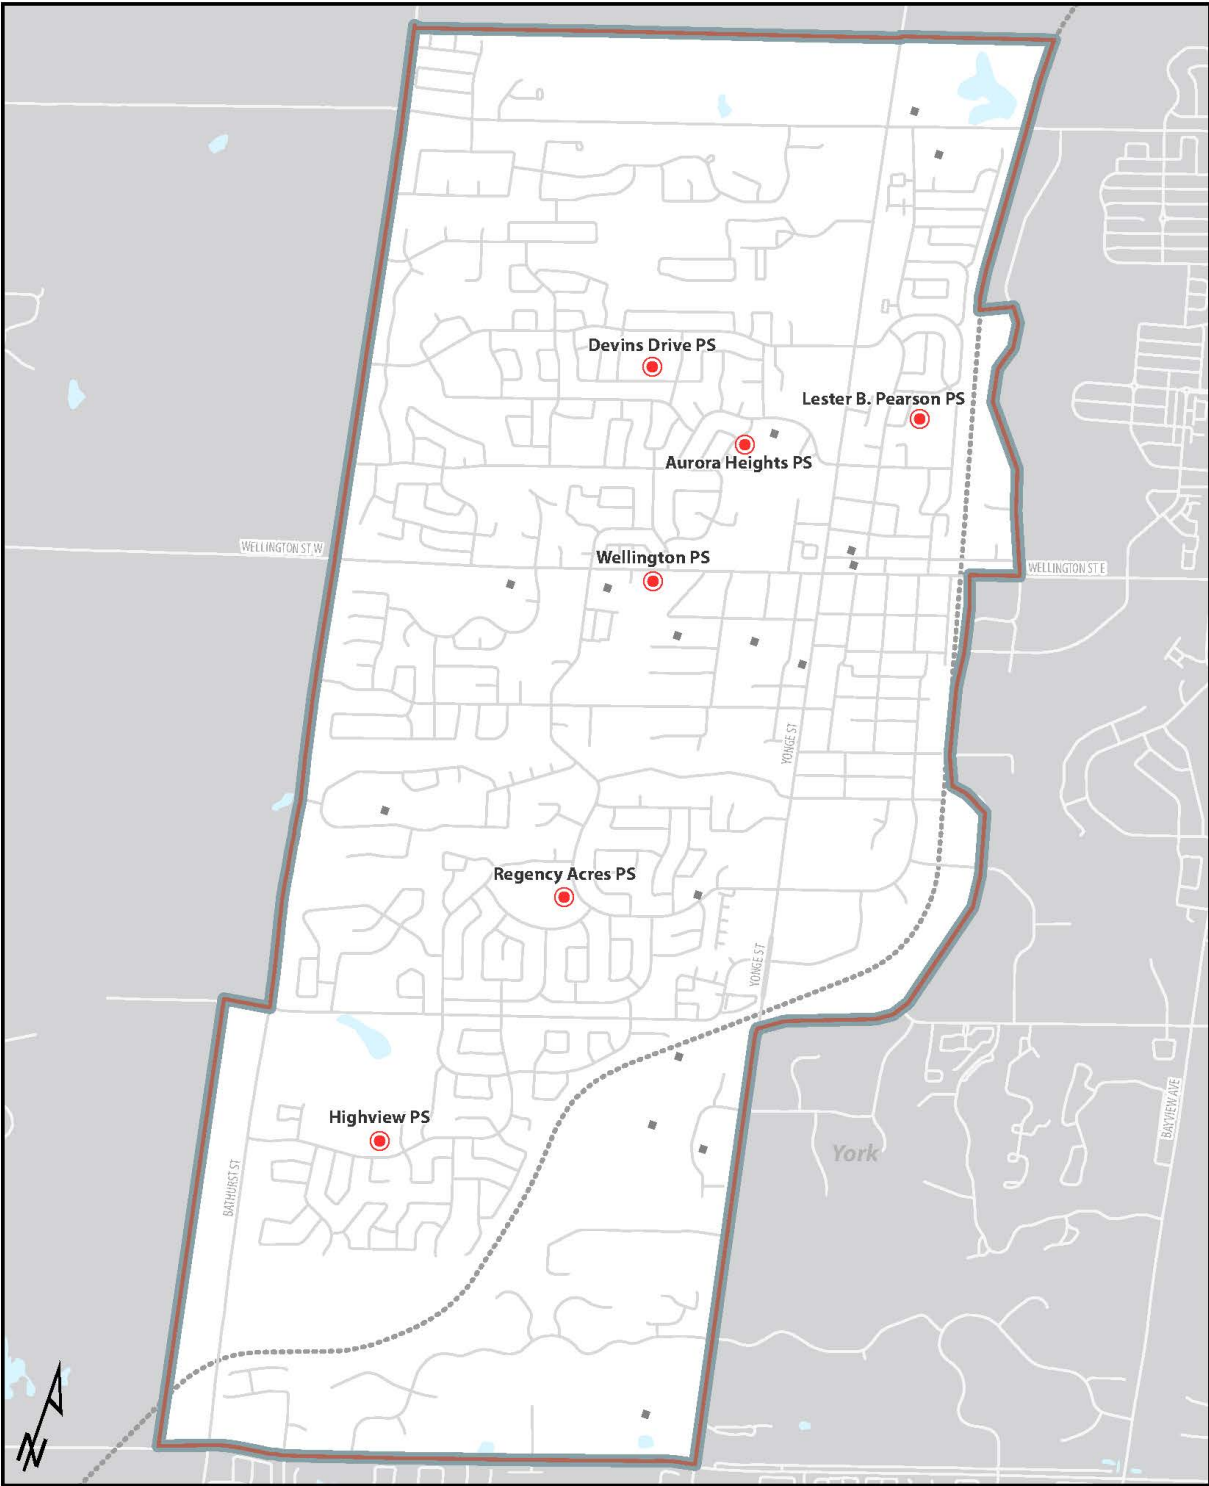 Devins Drive PS
Lester B. Pearson PS
Aurora Heights PS
WELLINGTON ST W
Wellington PS
WELLINGTON ST E
YONGE ST
Regency Acres PS
YONGE ST
Highview PS
BAYVIEW AVE
York
BATHURST ST
N